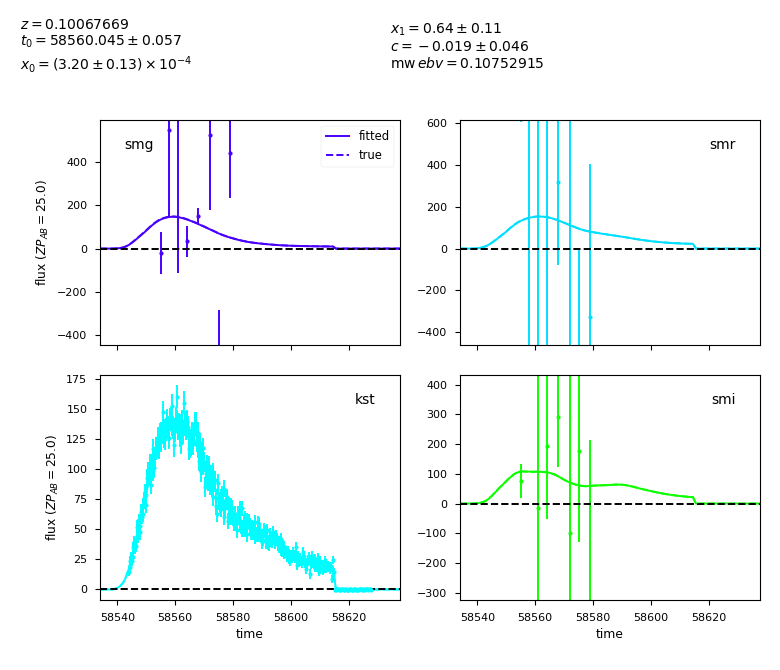 z = 0.10067669
t₀ = 58560.045 ± 0.057
x₀ = (3.20 ± 0.13) × 10⁻⁴
x₁ = 0.64 ± 0.11
c = −0.019 ± 0.046
mw ebv = 0.10752915
smg
fitted
true
flux (ZP_AB = 25.0)
400
200
0
−200
−400
smr
600
400
200
0
−200
−400
kst
flux (ZP_AB = 25.0)
175
150
125
100
75
50
25
0
58540 58560 58580 58600 58620
time
smi
400
300
200
100
0
−100
−200
−300
58540 58560 58580 58600 58620
time